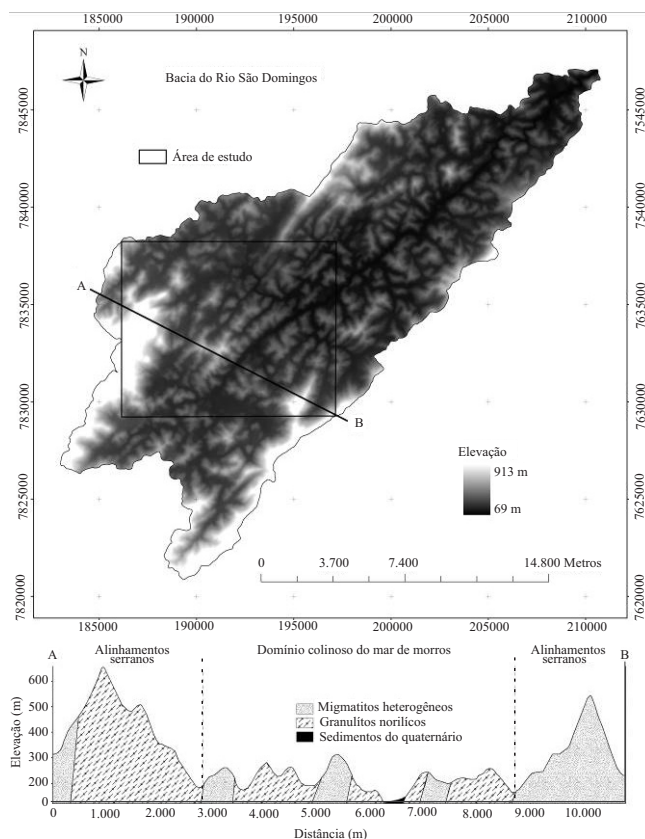 185000 190000 195000 200000 205000 210000
N
Bacia do Rio São Domingos
Área de estudo
7845000
7840000
7835000
7830000
7825000
7820000
7545000
7540000
7635000
7630000
7625000
7620000
A
B
Elevação
913 m
69 m
0 3.700 7.400 14.800 Metros
185000 190000 195000 200000 205000 210000
A B
Alinhamentos serranos
Domínio colinoso do mar de morros
Alinhamentos serranos
Elevação (m)
600
500
400
300
200
0
Migmatitos heterogêneos
Granulitos norilícos
Sedimentos do quaternário
0 1.000 2.000 3.000 4.000 5.000 6.000 7.000 8.000 9.000 10.000
Distância (m)